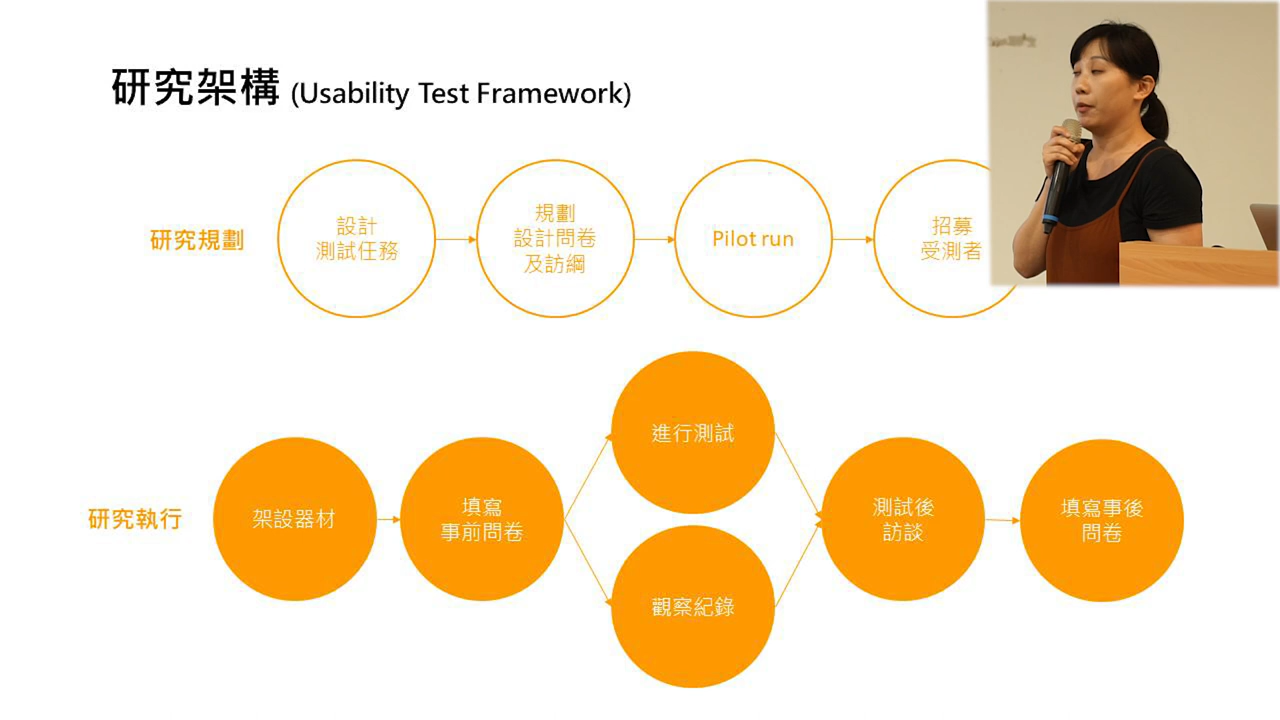 研究架構 (Usability Test Framework)
研究規劃
設計
測試任務
規劃
設計問卷
及訪綱
Pilot run
招募
受測者
研究執行
架設器材
填寫
事前問卷
進行測試
觀察紀錄
測試後
訪談
填寫事後
問卷